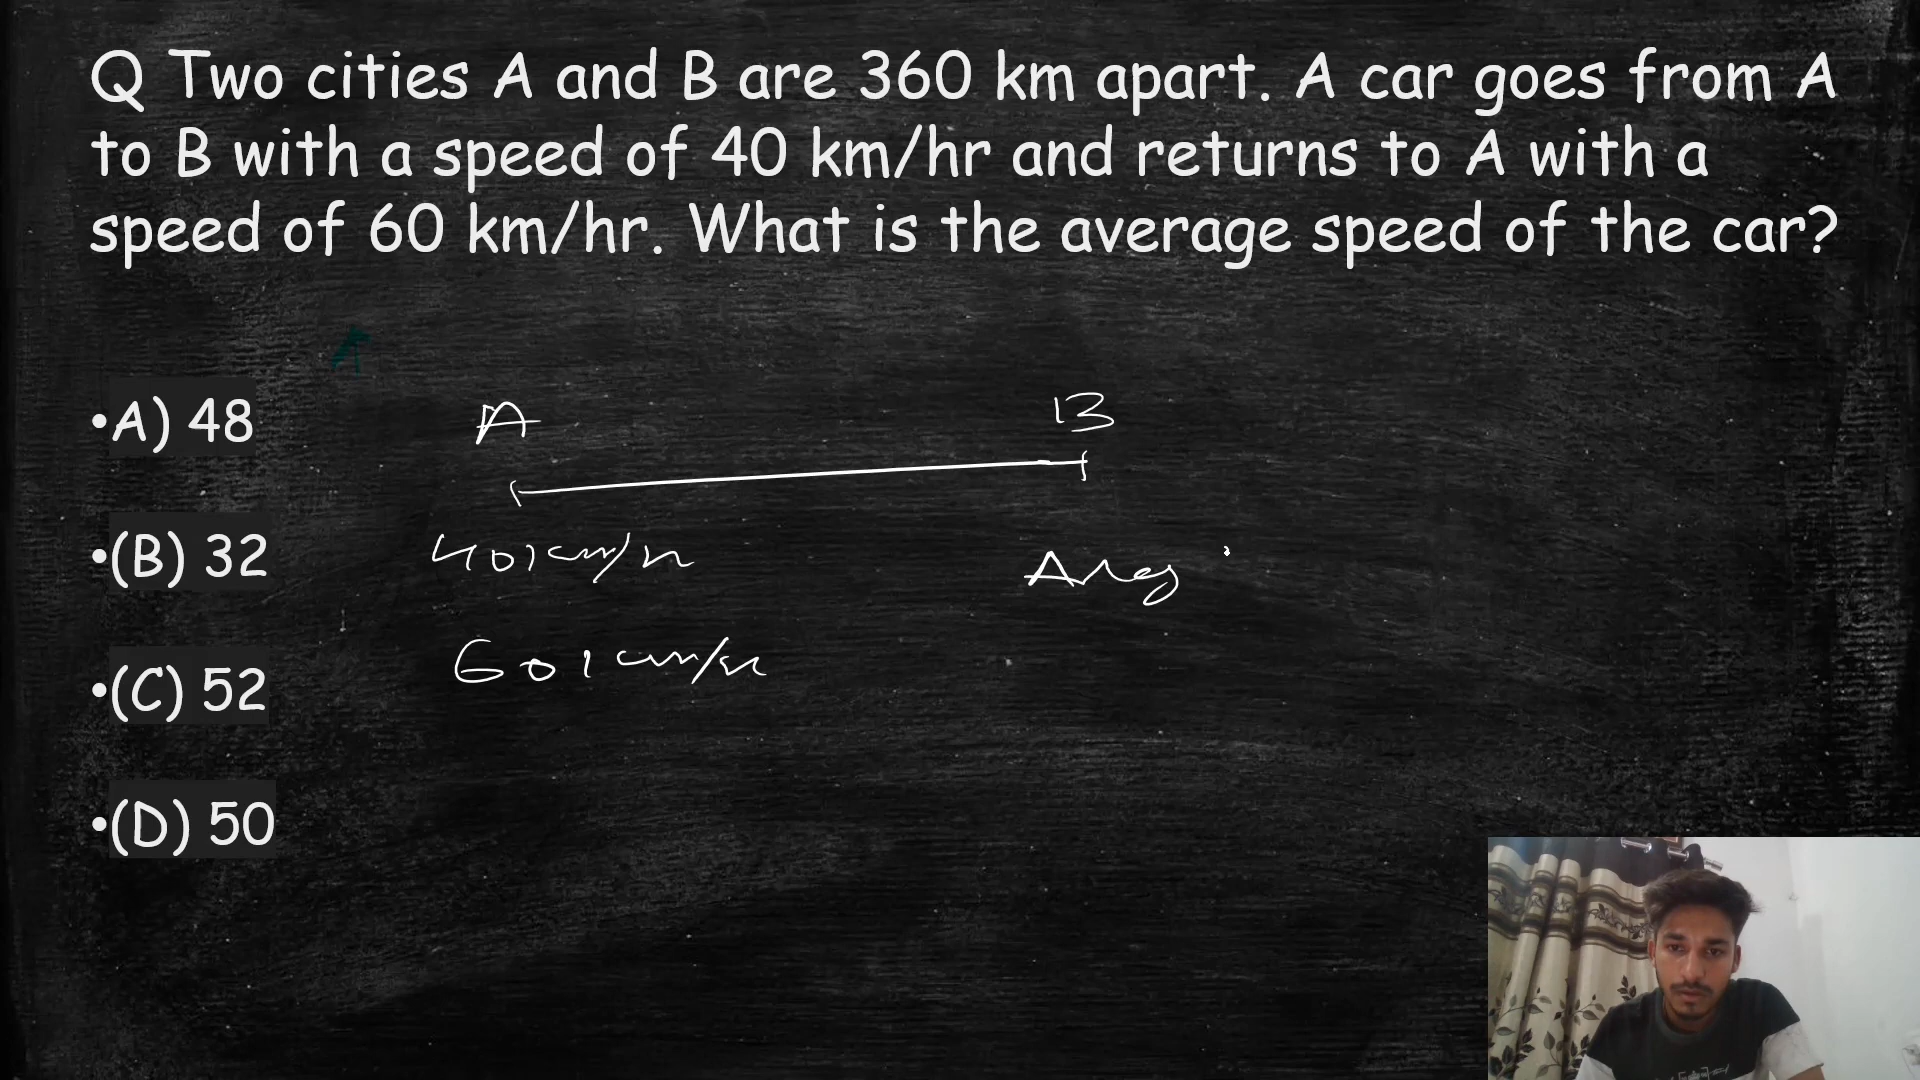 Q Two cities A and B are 360 km apart. A car goes from A
to B with a speed of 40 km/hr and returns to A with a
speed of 60 km/hr. What is the average speed of the car?
•A) 48
A
B
•(B) 32
40 km/h
Avg
•(C) 52
60 km/h
•(D) 50